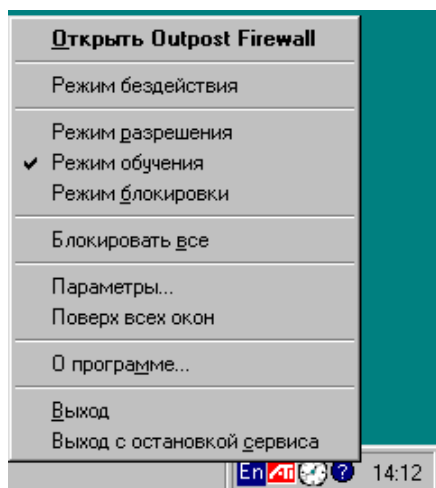 Открыть Outpost Firewall
Режим бездействия
Режим разрешения
Режим обучения
Режим блокировки
Блокировать все
Параметры...
Поверх всех окон
О программе...
Выход
Выход с остановкой сервиса
En ATI ? 14:12